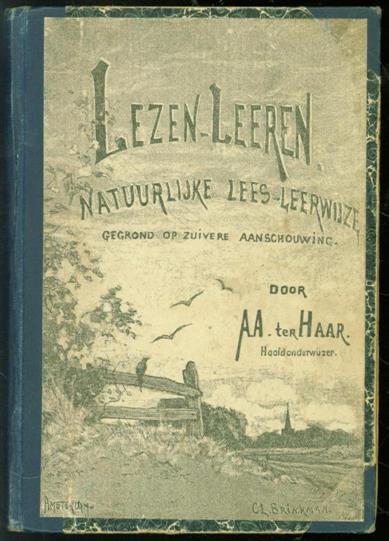 LEZEN-LEEREN.
NATUURLIJKE LEES-LEERWIJZE
GEGROND OP ZUIVERE AANSCHOUWING.
DOOR
A.A. ter HAAR.
Hoofdonderwijzer.
AMSTERDAM.
C.L. BRINKMAN.